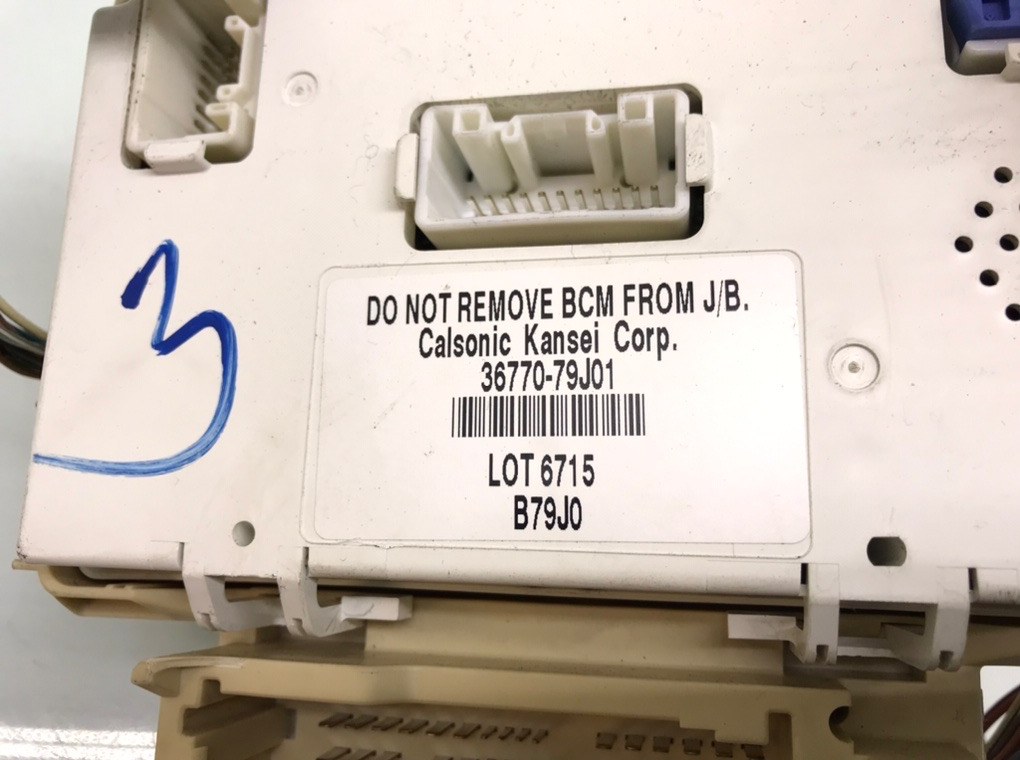 3
DO NOT REMOVE BCM FROM J/B.
Calsonic Kansei Corp.
36770-79J01
LOT 6715
B79J0